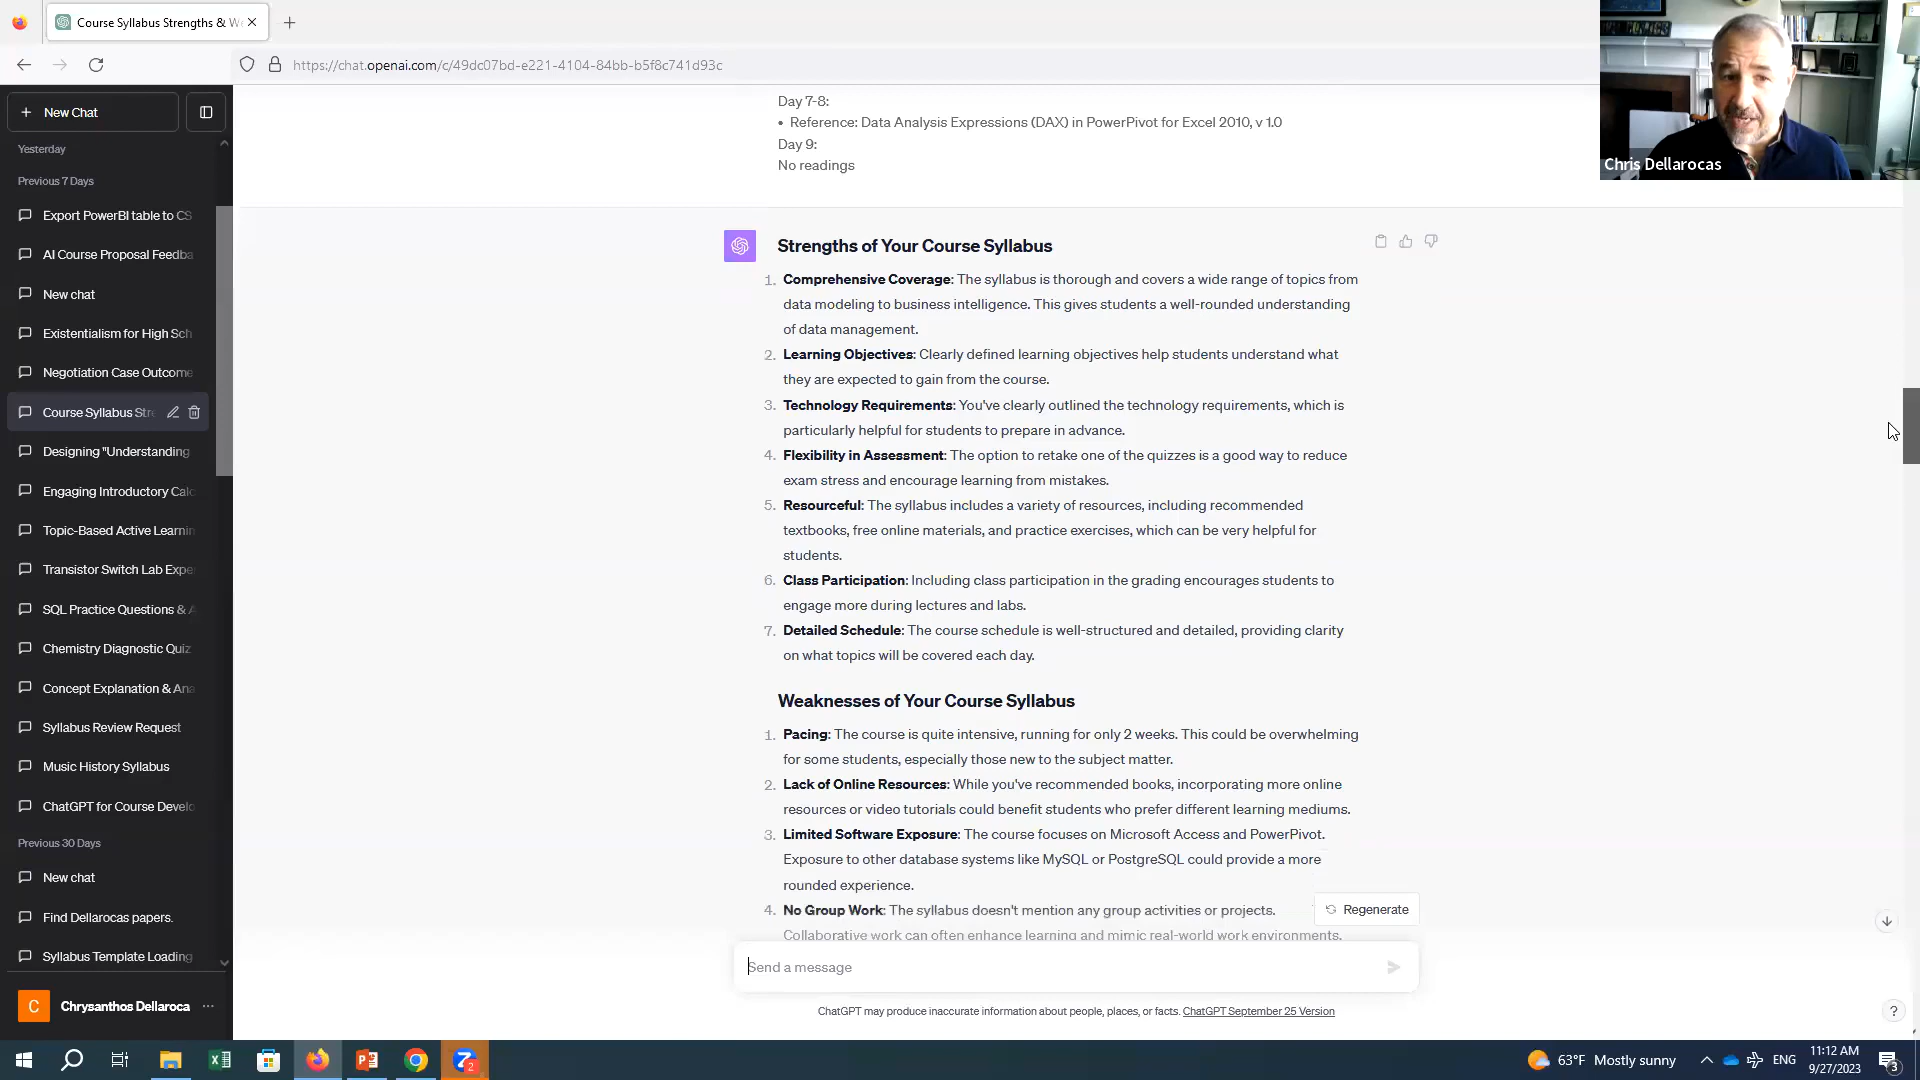 Course Syllabus Strengths & W
https://chat.openai.com/c/49dc07bd-e221-4104-84bb-b5f8c741d93c
New Chat
Yesterday
Previous 7 Days
Export PowerBI table to CS
AI Course Proposal Feedba
New chat
Existentialism for High Sch
Negotiation Case Outcome
Course Syllabus Stre
Designing "Understanding
Engaging Introductory Calc
Topic-Based Active Learnin
Transistor Switch Lab Expe
SQL Practice Questions & A
Chemistry Diagnostic Quiz
Concept Explanation & Ana
Syllabus Review Request
Music History Syllabus
ChatGPT for Course Develo
Previous 30 Days
New chat
Find Dellarocas papers.
Syllabus Template Loading
C
Chrysanthos Dellaroca
Day 7-8:
• Reference: Data Analysis Expressions (DAX) in PowerPivot for Excel 2010, v 1.0
Day 9:
No readings
Chris Dellarocas
Strengths of Your Course Syllabus
1. Comprehensive Coverage: The syllabus is thorough and covers a wide range of topics from
data modeling to business intelligence. This gives students a well-rounded understanding
of data management.
2. Learning Objectives: Clearly defined learning objectives help students understand what
they are expected to gain from the course.
3. Technology Requirements: You've clearly outlined the technology requirements, which is
particularly helpful for students to prepare in advance.
4. Flexibility in Assessment: The option to retake one of the quizzes is a good way to reduce
exam stress and encourage learning from mistakes.
5. Resourceful: The syllabus includes a variety of resources, including recommended
textbooks, free online materials, and practice exercises, which can be very helpful for
students.
6. Class Participation: Including class participation in the grading encourages students to
engage more during lectures and labs.
7. Detailed Schedule: The course schedule is well-structured and detailed, providing clarity
on what topics will be covered each day.
Weaknesses of Your Course Syllabus
1. Pacing: The course is quite intensive, running for only 2 weeks. This could be overwhelming
for some students, especially those new to the subject matter.
2. Lack of Online Resources: While you've recommended books, incorporating more online
resources or video tutorials could benefit students who prefer different learning mediums.
3. Limited Software Exposure: The course focuses on Microsoft Access and PowerPivot.
Exposure to other database systems like MySQL or PostgreSQL could provide a more
rounded experience.
4. No Group Work: The syllabus doesn't mention any group activities or projects.
Collaborative work can often enhance learning and mimic real-world work environments.
Regenerate
Send a message
ChatGPT may produce inaccurate information about people, places, or facts. ChatGPT September 25 Version
?
2
63°F Mostly sunny
ENG
11:12 AM
9/27/2023
3